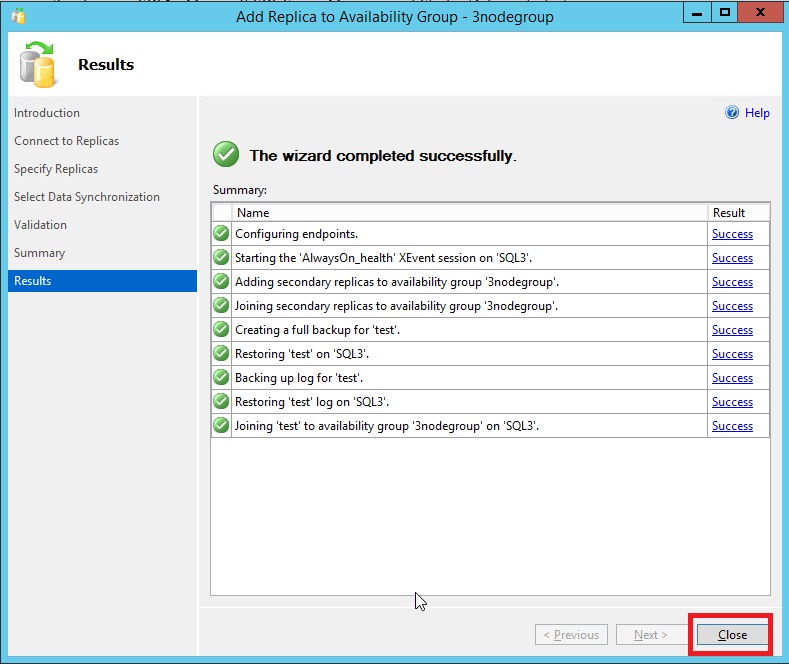 Add Replica to Availability Group - 3nodegroup
Results
Introduction
Connect to Replicas
Specify Replicas
Select Data Synchronization
Validation
Summary
Results
Help
The wizard completed successfully.
Summary:
Name Result
Configuring endpoints. Success
Starting the 'AlwaysOn_health' XEvent session on 'SQL3'. Success
Adding secondary replicas to availability group '3nodegroup'. Success
Joining secondary replicas to availability group '3nodegroup'. Success
Creating a full backup for 'test'. Success
Restoring 'test' on 'SQL3'. Success
Backing up log for 'test'. Success
Restoring 'test' log on 'SQL3'. Success
Joining 'test' to availability group '3nodegroup' on 'SQL3'. Success
< Previous Next > Close